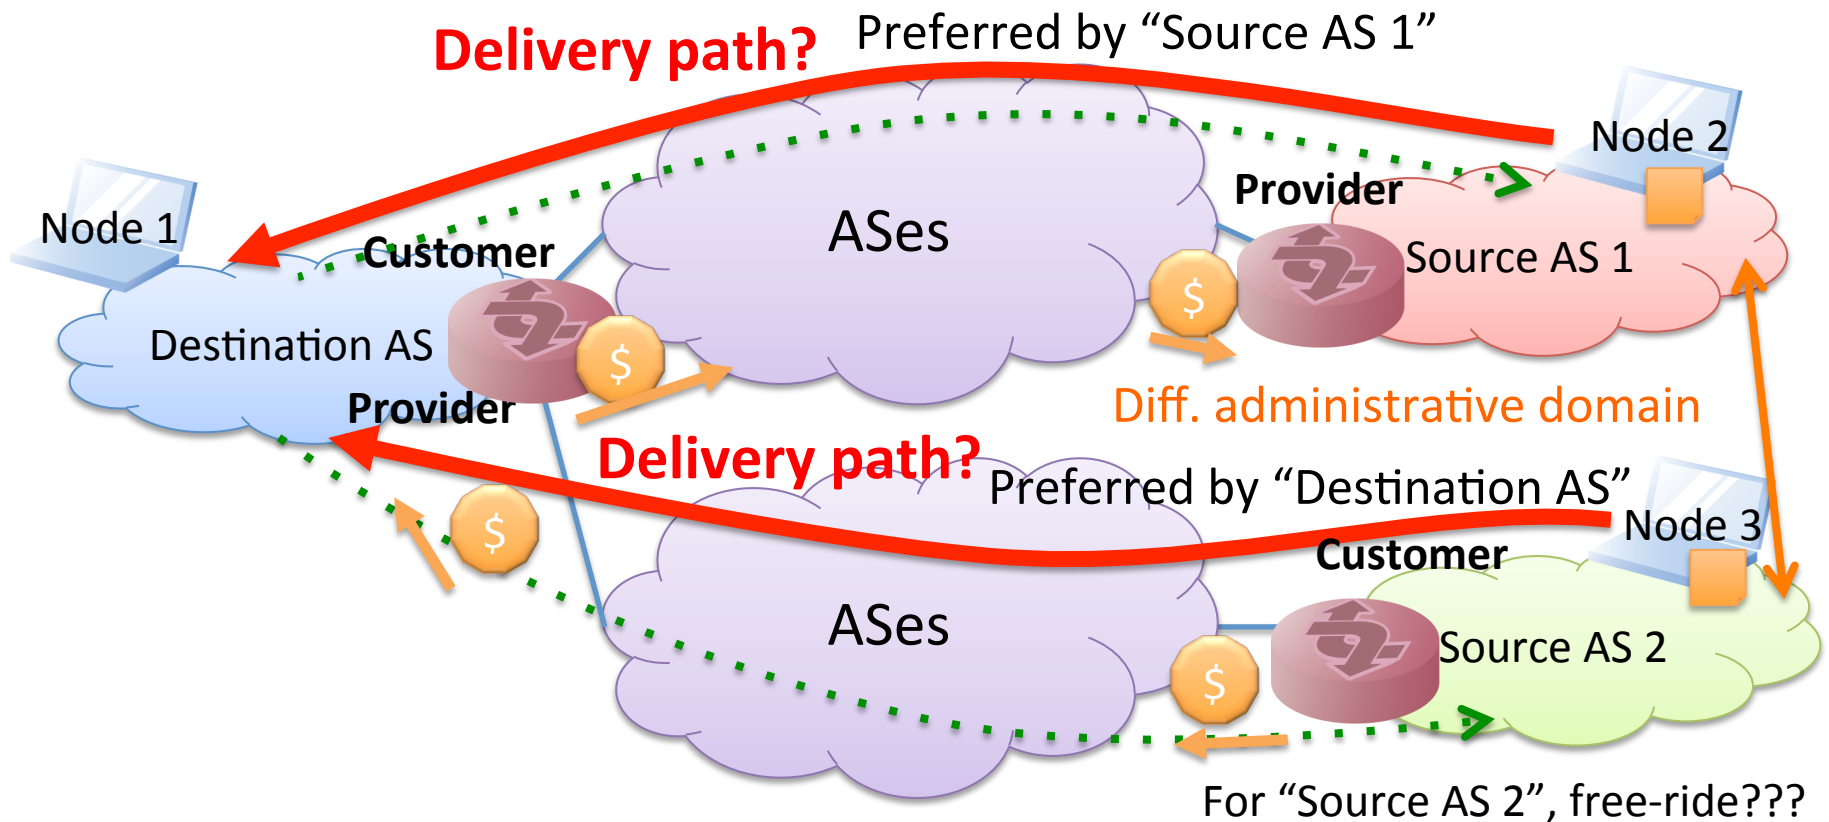 Delivery path?
Preferred by “Source AS 1”
Node 2
Node 1
Provider
Customer
ASes
Source AS 1
$
Destination AS
$
Provider
Diff. administrative domain
Delivery path?
Preferred by “Destination AS”
$
Node 3
Customer
ASes
Source AS 2
$
For “Source AS 2”, free-ride???